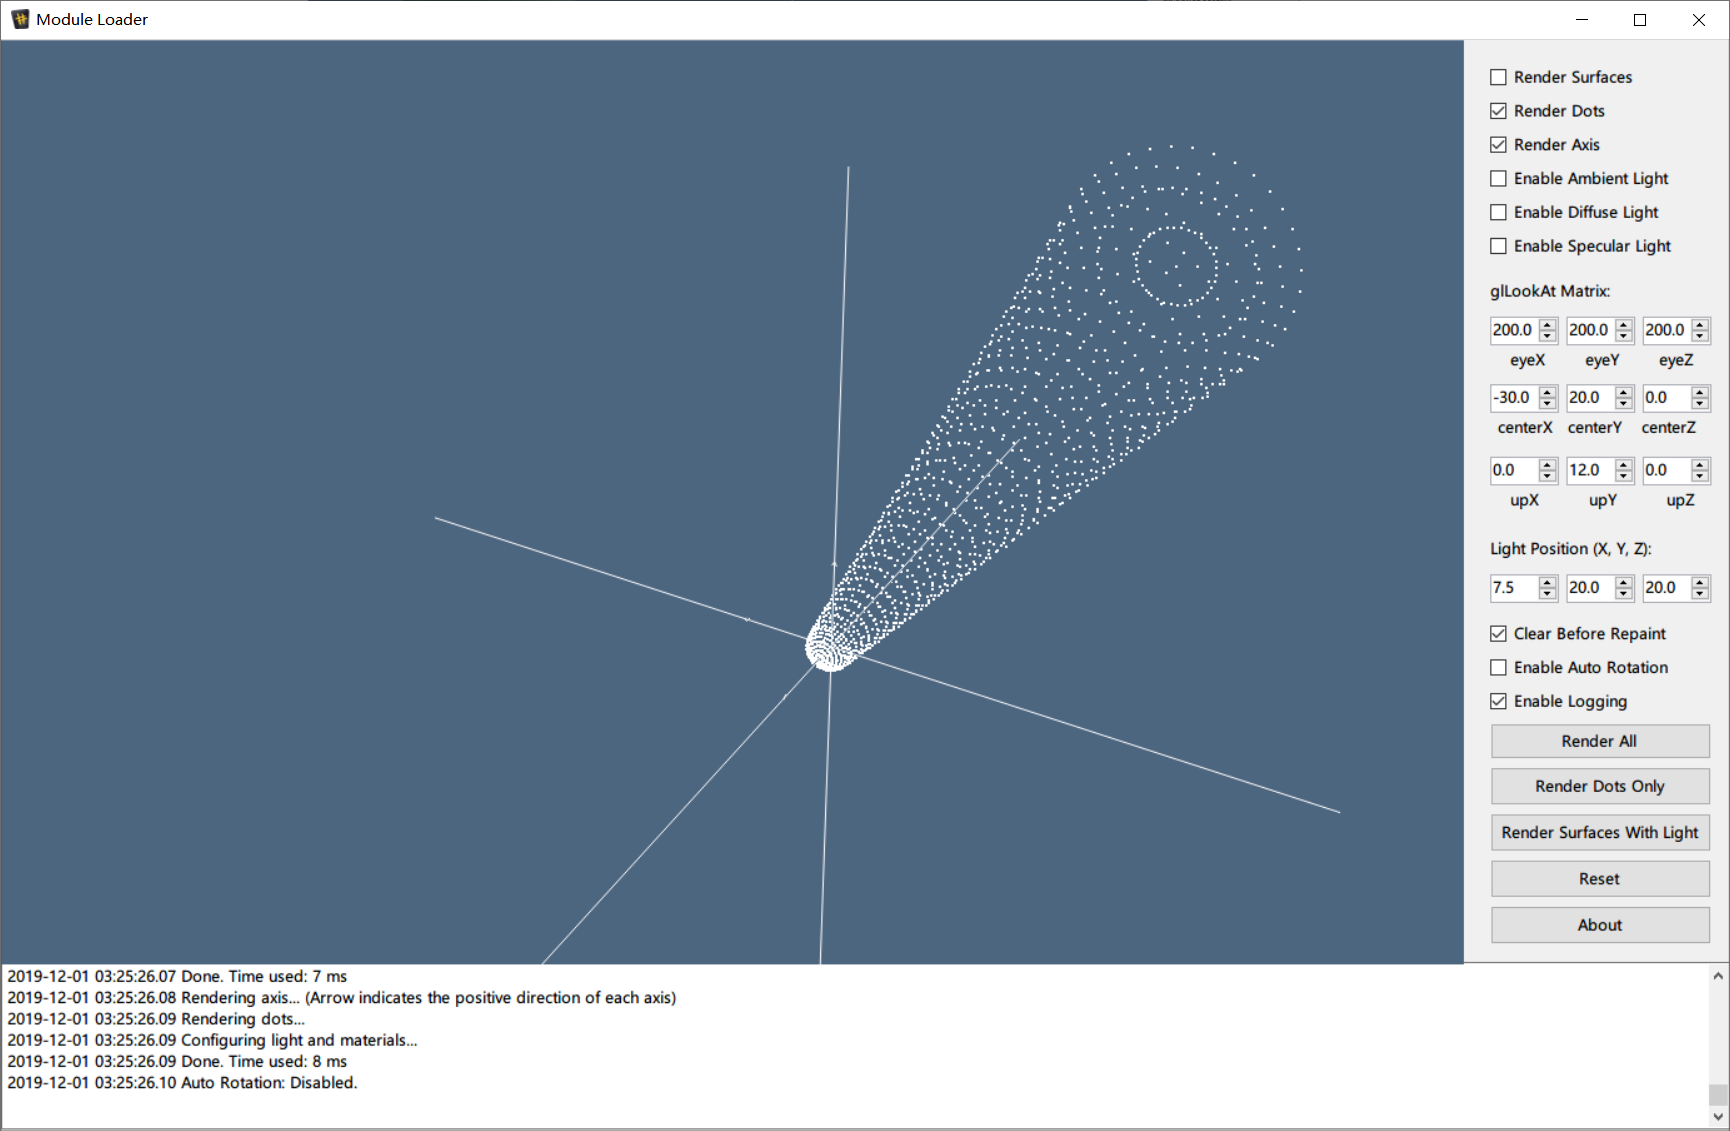 Module Loader
Render Surfaces
Render Dots
Render Axis
Enable Ambient Light
Enable Diffuse Light
Enable Specular Light
glLookAt Matrix:
200.0 200.0 200.0
eyeX eyeY eyeZ
-30.0 20.0 0.0
centerX centerY centerZ
0.0 12.0 0.0
upX upY upZ
Light Position (X, Y, Z):
7.5 20.0 20.0
Clear Before Repaint
Enable Auto Rotation
Enable Logging
Render All
Render Dots Only
Render Surfaces With Light
Reset
About
2019-12-01 03:25:26.07 Done. Time used: 7 ms
2019-12-01 03:25:26.08 Rendering axis... (Arrow indicates the positive direction of each axis)
2019-12-01 03:25:26.09 Rendering dots...
2019-12-01 03:25:26.09 Configuring light and materials...
2019-12-01 03:25:26.09 Done. Time used: 8 ms
2019-12-01 03:25:26.10 Auto Rotation: Disabled.